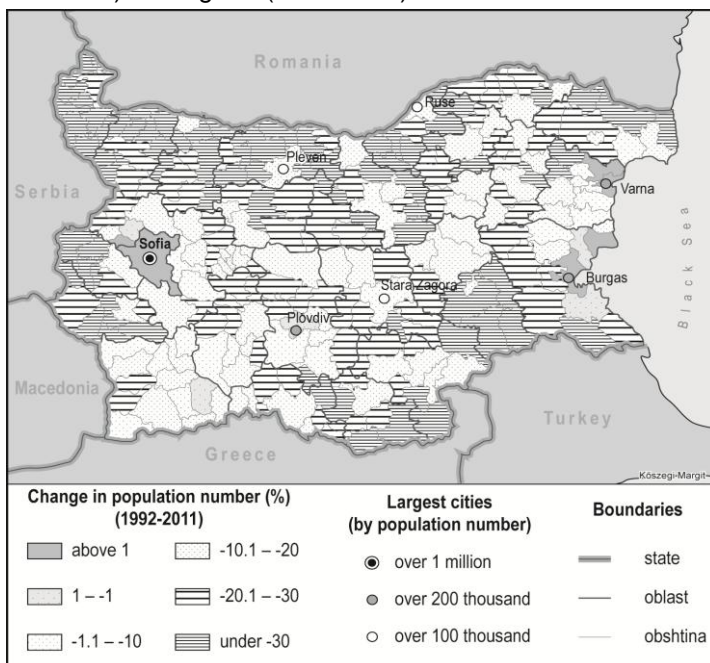 Romania
Ruse
Pleven
Serbia
Varna
Sofia
Black Sea
Burgas
Stara Zagora
Plovdiv
Macedonia
Turkey
Greece
Kőszegi-Margit
Change in population number (%)
(1992-2011)
above 1
1 – -1
-1.1 – -10
-10.1 – -20
-20.1 – -30
under -30
Largest cities
(by population number)
over 1 million
over 200 thousand
over 100 thousand
Boundaries
state
oblast
obshtina